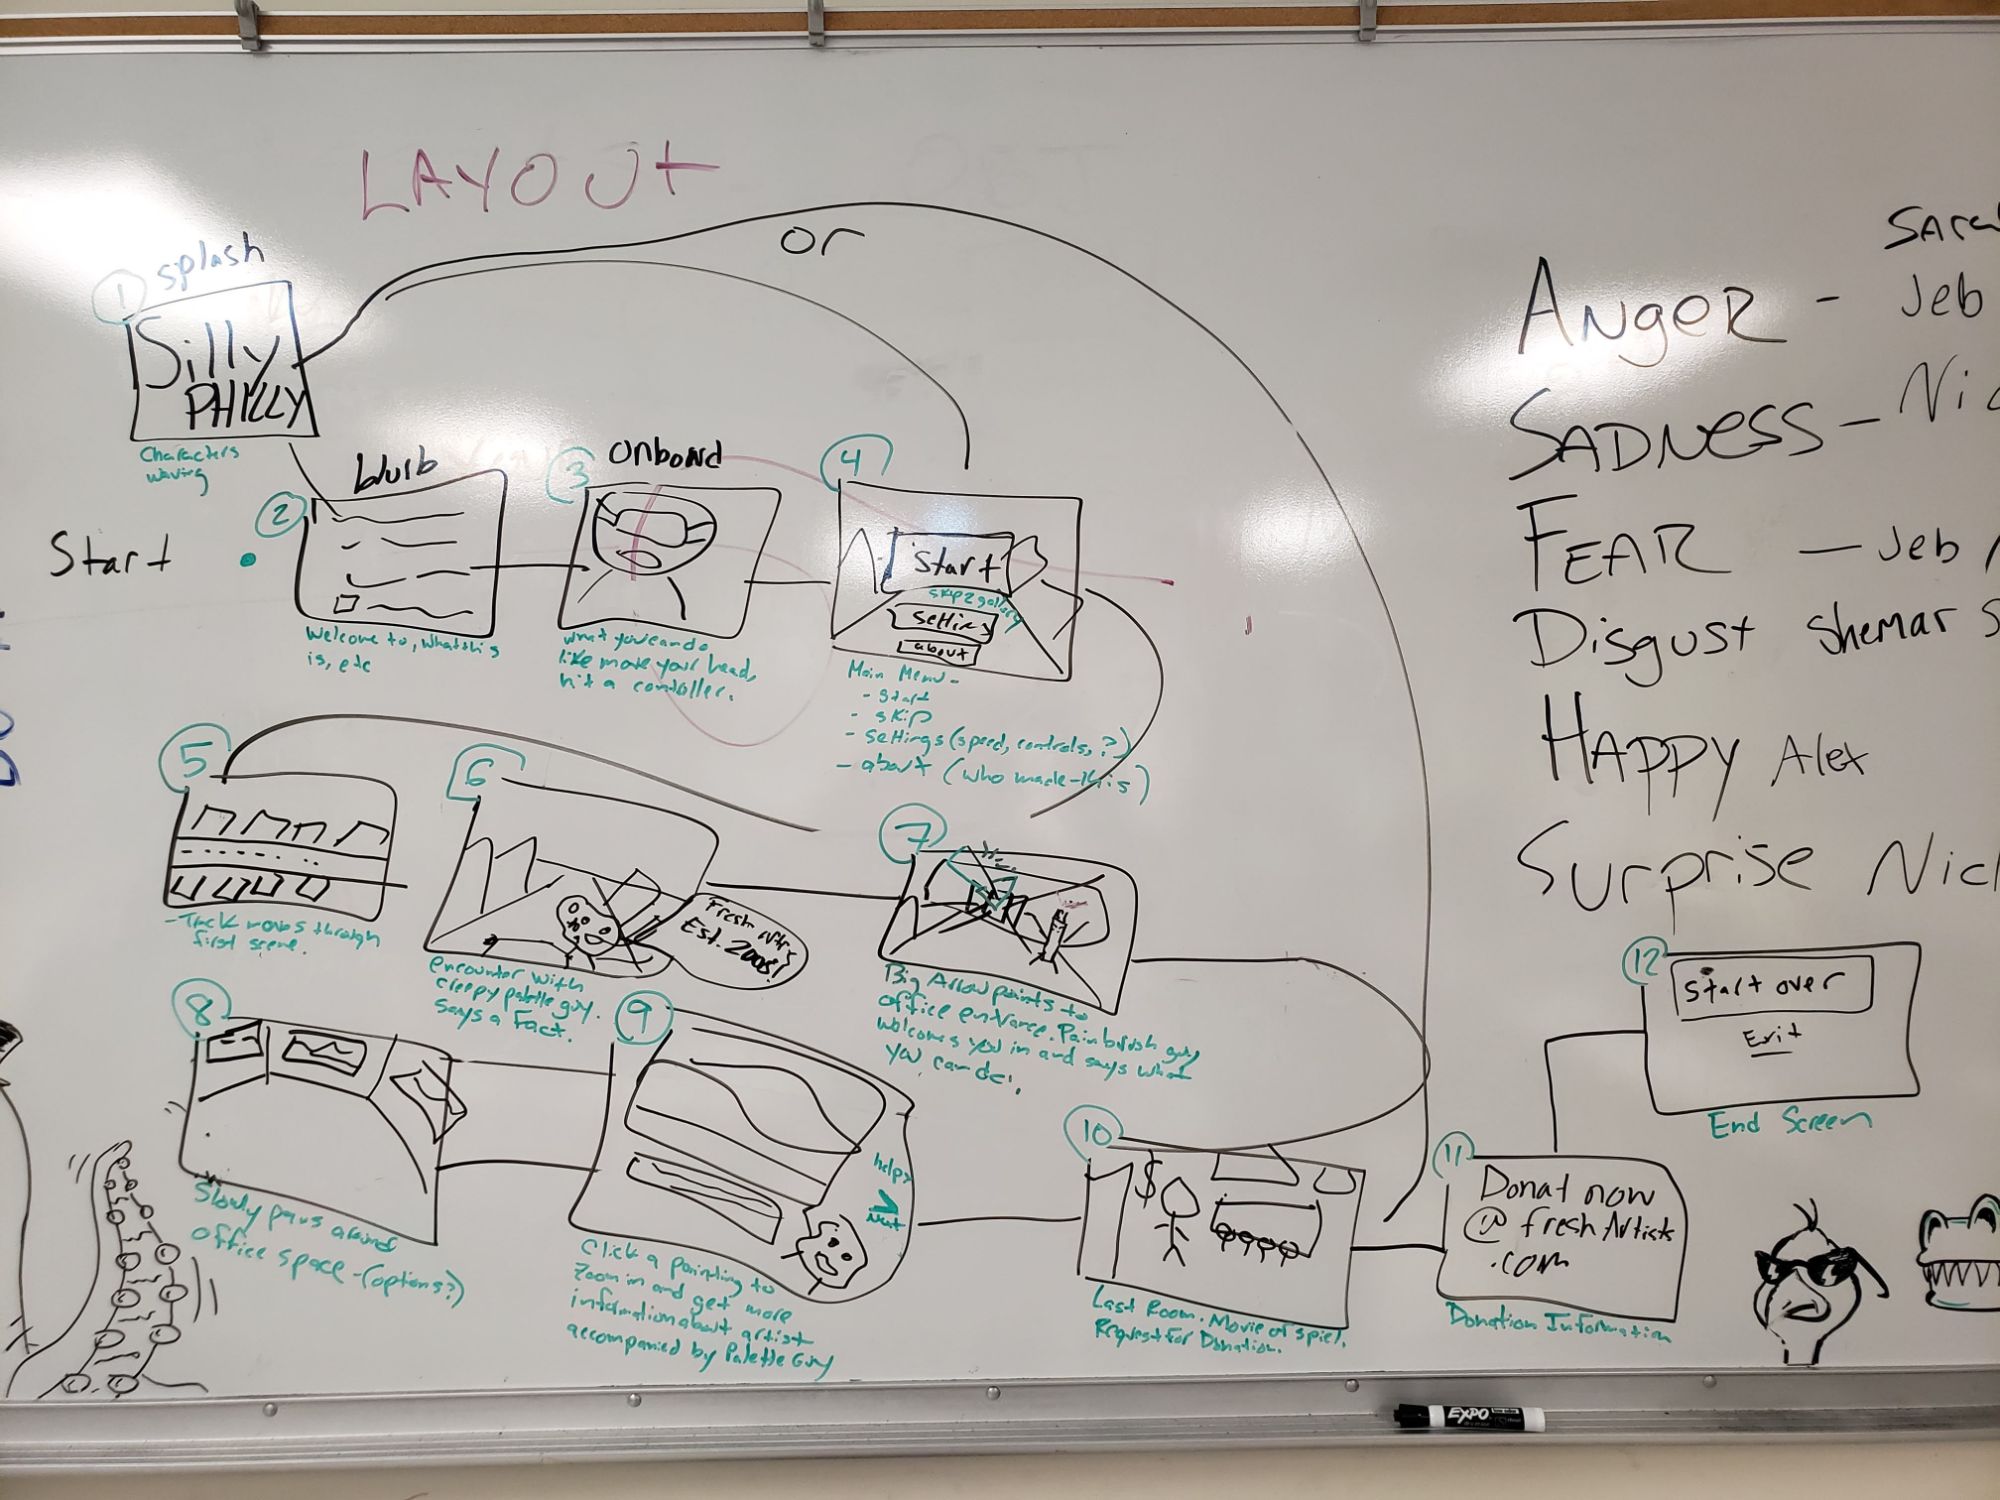 LAYOUT
or
1
splash
Silly
PHILLY
Characters
waving
Start
2
blurb
Welcome to, what this
is, etc
3
Onboard
what you can do
like move your head,
hit a controller.
4
Start
skip 2 gallery
settings
about
Main Menu-
- start
- skip
- settings (speed, controls, ?)
- about (who made this)
5
-Track moves through
first scene.
6
Fresh Artists
Est. 2008!
encounter with
creepy palette guy.
says a fact.
7
Big Arrow points to
office entrance. Painbrush guy
welcomes you in and says what
you can do.
8
Slowly pans around
office space - (options?)
9
help?
Next
Click a painting to
Zoom in and get more
information about artist
accompanied by Palette Guy
10
$
Last Room. Movie of spiel.
Request for Donation.
11
Donat now
@ freshArtists
.com
Donation Information
12
Start over
Exit
End Screen
ANGER - Jeb
SADNESS -
FEAR - Jeb
Disgust Shemar
HAPPY Alex
Surprise
EXPO